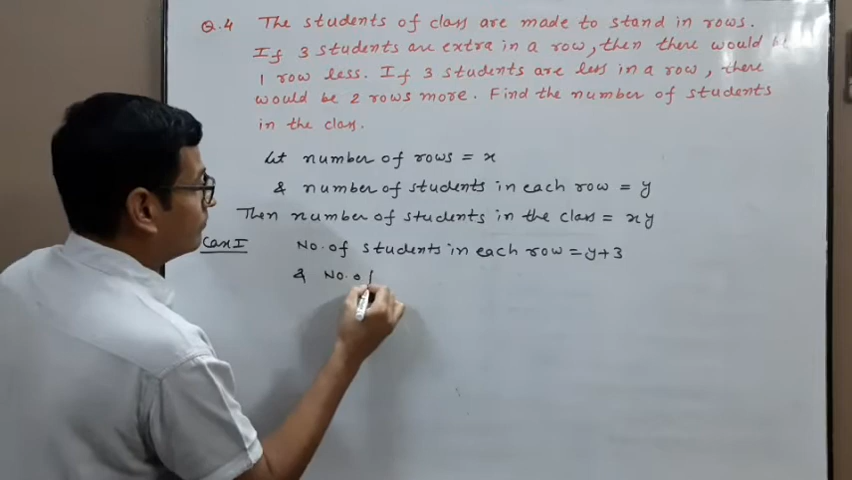 Q.4 The students of class are made to stand in rows.
If 3 students are extra in a row, then there would be
1 row less. If 3 students are less in a row, there
would be 2 rows more. Find the number of students
in the class.
Let number of rows = x
& number of students in each row = y
Then number of students in the class = xy
Case I No. of students in each row = y+3
& No. of